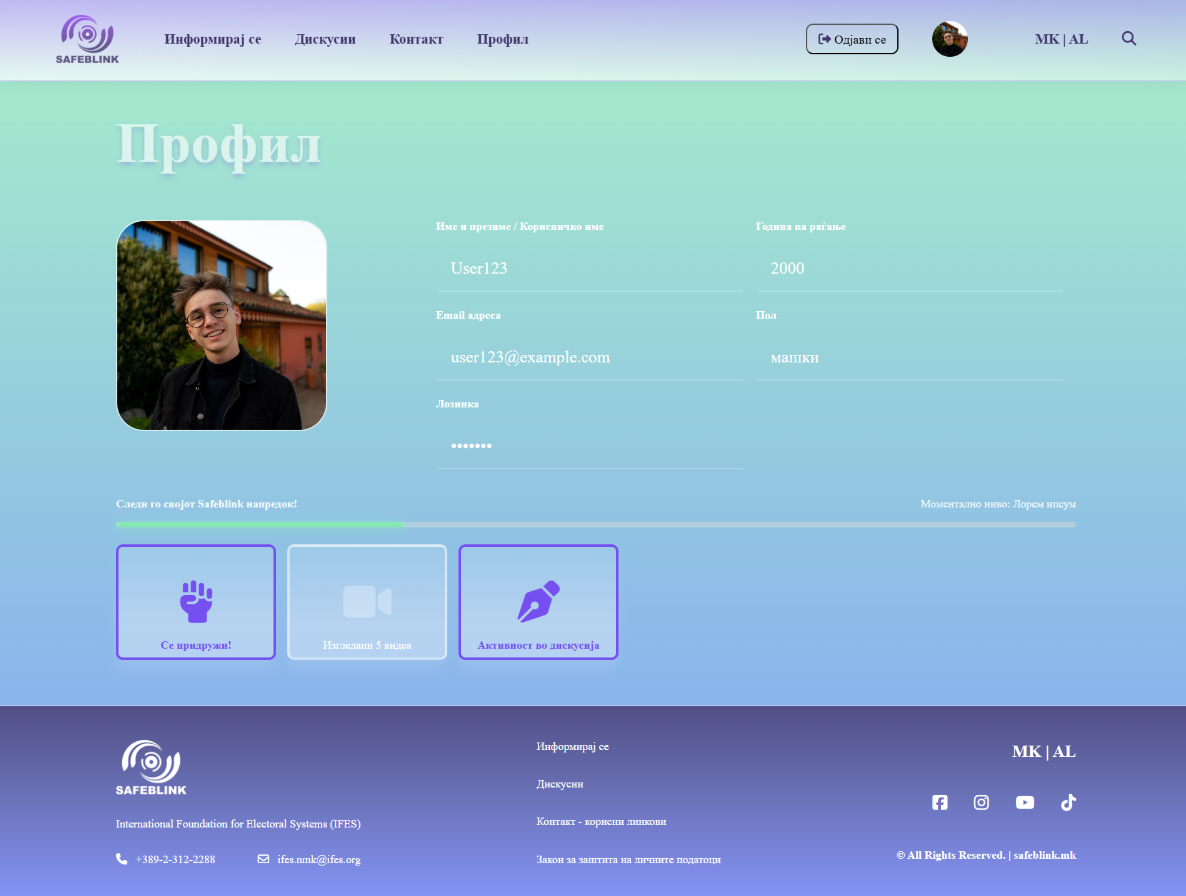 SAFEBLINK
Информирај се
Дискусии
Контакт
Профил
Одјави се
MK | AL
Профил
Име и презиме / Корисничко име
Година на раѓање
User123
2000
Email адреса
Пол
user123@example.com
машки
Лозинка
•••••••
Следи го својот Safeblink напредок!
Моментално ниво: Лорем ипсум
Се придружи!
Изгледани 5 видеа
Активност во дискусија
SAFEBLINK
International Foundation for Electoral Systems (IFES)
+389-2-312-2288
ifes.nmk@ifes.org
Информирај се
Дискусии
Контакт - корисни линкови
Закон за заштита на личните податоци
MK | AL
© All Rights Reserved. | safeblink.mk